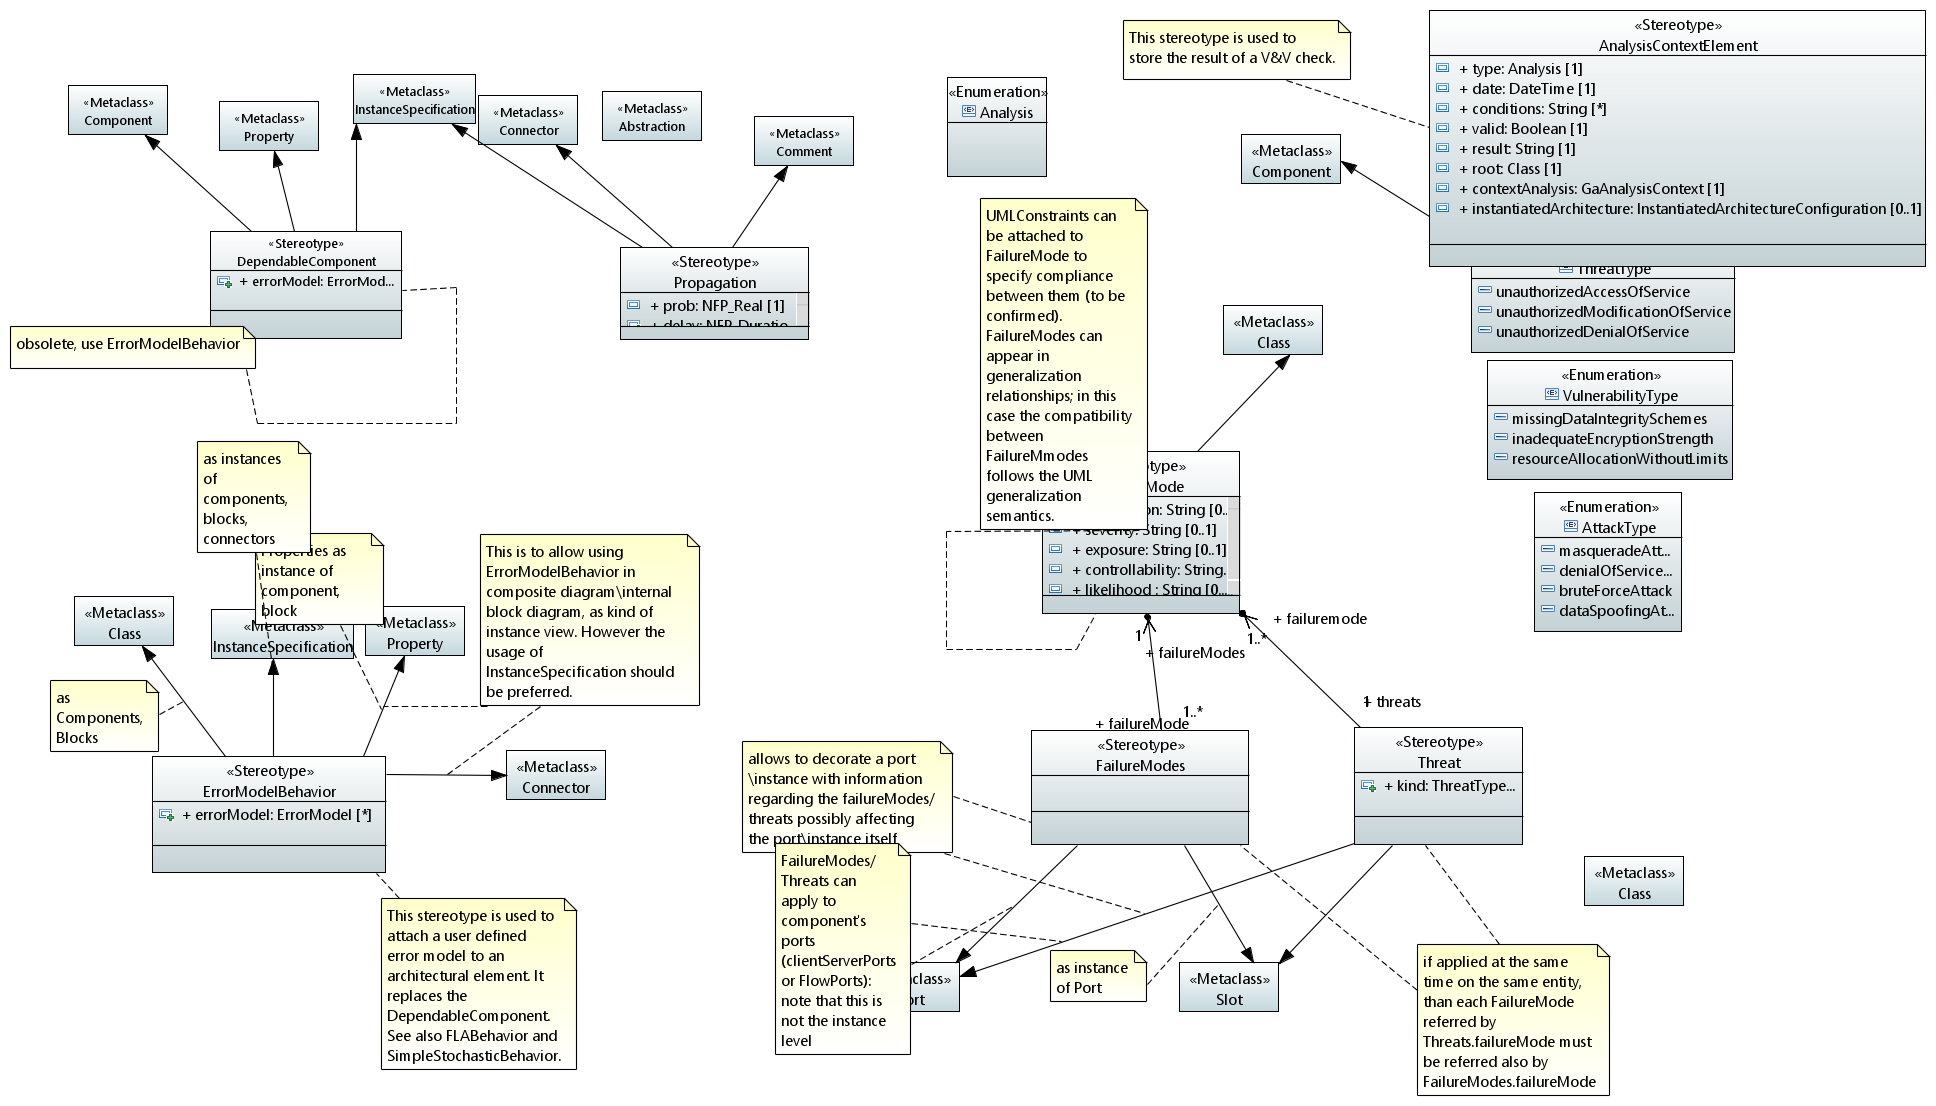 «Metaclass»
Component
«Metaclass»
Property
«Metaclass»
InstanceSpecification
«Metaclass»
Connector
«Metaclass»
Abstraction
«Metaclass»
Comment
«Stereotype»
DependableComponent
+ errorModel: ErrorMod...
obsolete, use ErrorModelBehavior
«Stereotype»
Propagation
+ prob: NFP_Real [1]
+ delay: NFP_Duratio...
«Enumeration»
Analysis
This stereotype is used to
store the result of a V&V check.
«Stereotype»
AnalysisContextElement
+ type: Analysis [1]
+ date: DateTime [1]
+ conditions: String [*]
+ valid: Boolean [1]
+ result: String [1]
+ root: Class [1]
+ contextAnalysis: GaAnalysisContext [1]
+ instantiatedArchitecture: InstantiatedArchitectureConfiguration [0..1]
«Metaclass»
Component
ThreatType
unauthorizedAccessOfService
unauthorizedModificationOfService
unauthorizedDenialOfService
«Enumeration»
VulnerabilityType
missingDataIntegritySchemes
inadequateEncryptionStrength
resourceAllocationWithoutLimits
«Enumeration»
AttackType
masqueradeAtt...
denialOfService...
bruteForceAttack
dataSpoofingAt...
UMLConstraints can
be attached to
FailureMode to
specify compliance
between them (to be
confirmed).
FailureModes can
appear in
generalization
relationships; in this
case the compatibility
between
FailureMmodes
follows the UML
generalization
semantics.
«Metaclass»
Class
type»
Mode
on: String [0..
+ severity: String [0..1]
+ exposure: String [0..1]
+ controllability: String...
+ likelihood : String [0...
1
+ failureModes
1..*
+ failureMode
+ failuremode
1..*
1
+ threats
as instances
of
components,
blocks,
connectors
Properties as
instance of
component,
block
This is to allow using
ErrorModelBehavior in
composite diagram\internal
block diagram, as kind of
instance view. However the
usage of
InstanceSpecification should
be preferred.
«Metaclass»
Class
«Metaclass»
InstanceSpecification
«Metaclass»
Property
as
Components,
Blocks
«Stereotype»
ErrorModelBehavior
+ errorModel: ErrorModel [*]
«Metaclass»
Connector
This stereotype is used to
attach a user defined
error model to an
architectural element. It
replaces the
DependableComponent.
See also FLABehavior and
SimpleStochasticBehavior.
allows to decorate a port
\instance with information
regarding the failureModes/
threats possibly affecting
the port\instance itself
FailureModes/
Threats can
apply to
component's
ports
(clientServerPorts
or FlowPorts):
note that this is
not the instance
level
«Stereotype»
FailureModes
«Stereotype»
Threat
+ kind: ThreatType...
class»
ort
as instance
of Port
«Metaclass»
Slot
«Metaclass»
Class
if applied at the same
time on the same entity,
than each FailureMode
referred by
Threats.failureMode must
be referred also by
FailureModes.failureMode